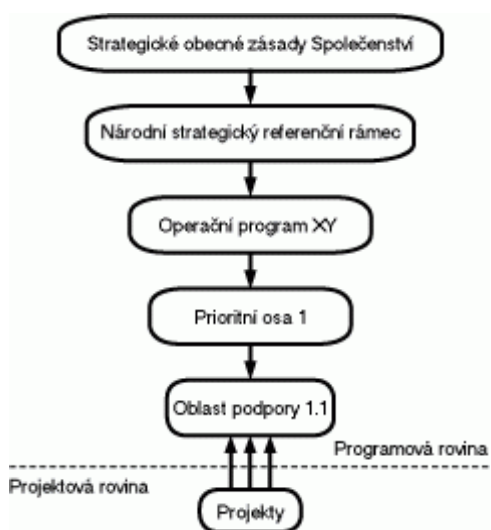 Strategické obecné zásady Společenství
Národní strategický referenční rámec
Operační program XY
Prioritní osa 1
Oblast podpory 1.1
Programová rovina
Projektová rovina
Projekty